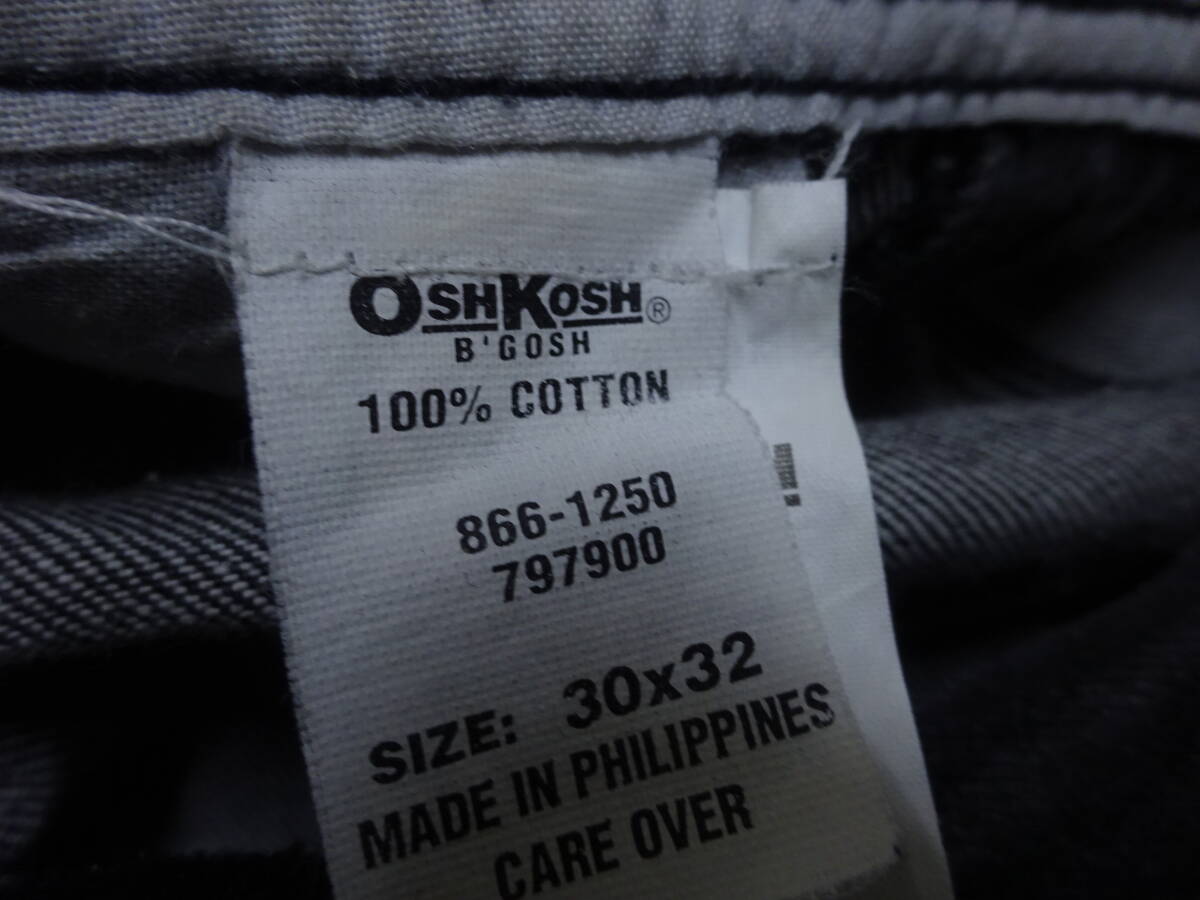 OSHKOSH®
B'GOSH
100% COTTON
866-1250
797900
SIZE: 30x32
MADE IN PHILIPPINES
CARE OVER